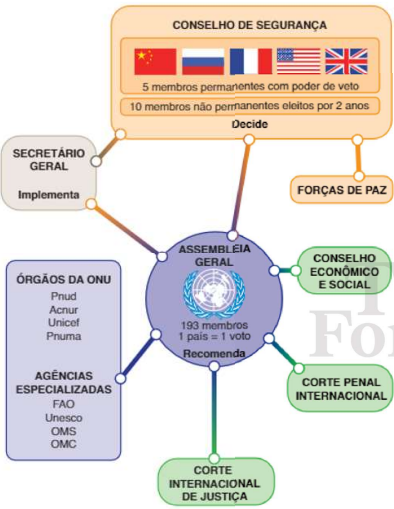 CONSELHO DE SEGURANÇA
5 membros permanentes com poder de veto
10 membros não permanentes eleitos por 2 anos
Decide
SECRETÁRIO
GERAL
Implementa
FORÇAS DE PAZ
ASSEMBLÉIA
GERAL
193 membros
1 país = 1 voto
Recomenda
CONSELHO
ECONÔMICO
E SOCIAL
ÓRGÃOS DA ONU
Pnud
Acnur
Unicef
Pnuma
AGÊNCIAS
ESPECIALIZADAS
FAO
Unesco
OMS
OMC
CORTE PENAL
INTERNACIONAL
CORTE
INTERNACIONAL
DE JUSTIÇA